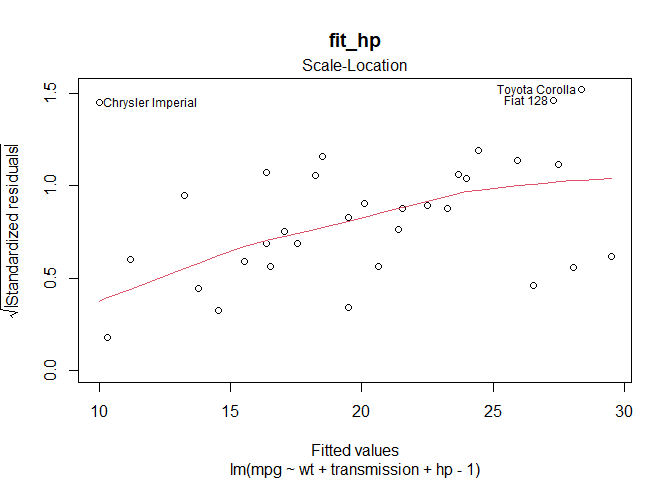 fit_hp
Scale-Location
√|Standardized residuals|
1.5
1.0
0.5
0.0
Chrysler Imperial
Toyota Corolla
Fiat 128
10 15 20 25 30
Fitted values
lm(mpg ~ wt + transmission + hp - 1)